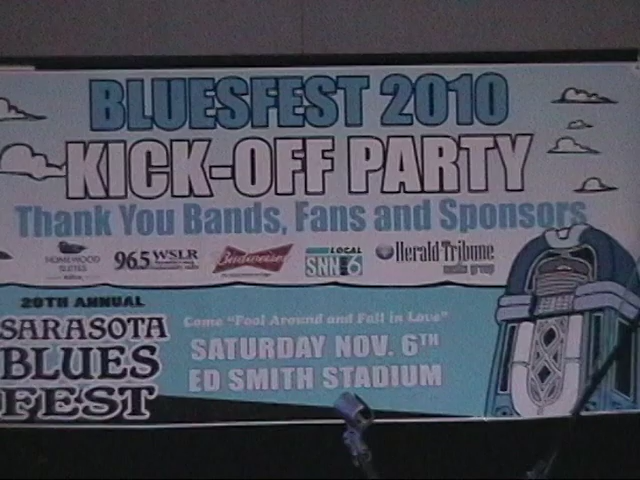 BLUESFEST 2010
KICK-OFF PARTY
Thank You Bands, Fans and Sponsors
HOMEWOOD SUITES
96.5 WSLR
Budweiser
LOCAL
SNN 6
Herald Tribune
media group
20TH ANNUAL
SARASOTA
BLUES
FEST
Come "Fool Around and Fall in Love"
SATURDAY NOV. 6TH
ED SMITH STADIUM